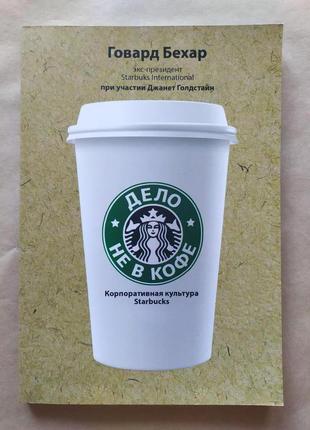 Говард Бехар
экс-президент
Starbuks International
при участии Джанет Голдстайн
ДЕЛО
НЕ В КОФЕ
Корпоративная культура
Starbucks